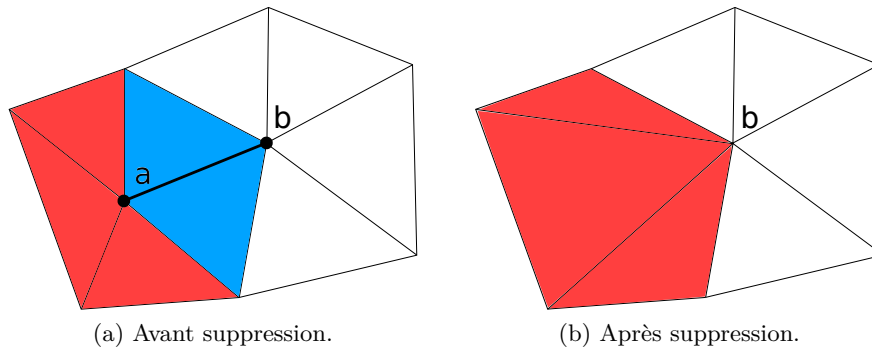 b
a
b
(a) Avant suppression.
(b) Après suppression.